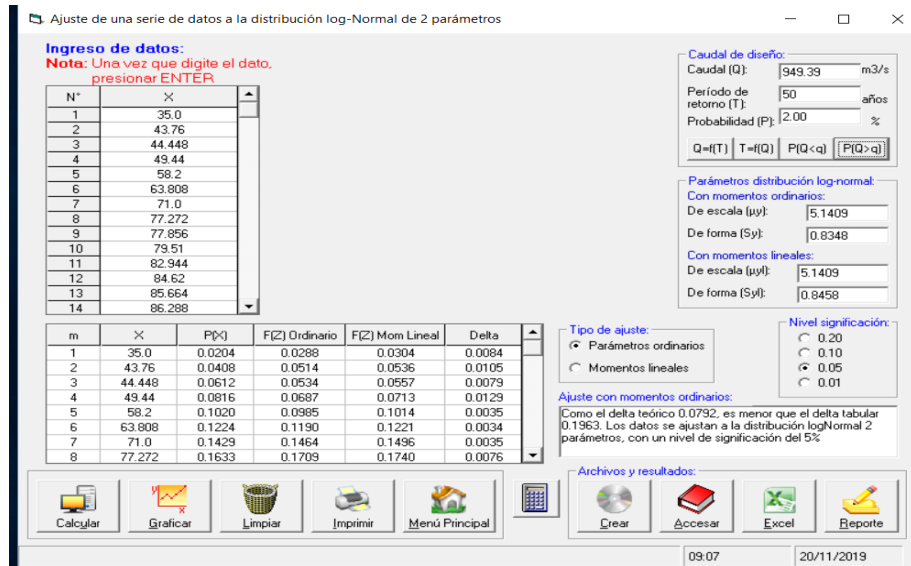 Ajuste de una serie de datos a la distribución log-Normal de 2 parámetros
Ingreso de datos:
Nota: Una vez que digite el dato,
presionar ENTER
N° X
1 35.0
2 43.76
3 44.448
4 49.44
5 58.2
6 63.808
7 71.0
8 77.272
9 77.856
10 79.51
11 82.944
12 84.62
13 85.664
14 86.288
Caudal de diseño:
Caudal (Q): 949.39 m3/s
Período de
retorno (T): 50 años
Probabilidad (P): 2.00 %
Q=f(T) T=f(Q) P(Q<q) P(Q>q)
Parámetros distribución log-normal:
Con momentos ordinarios:
De escala (μy): 5.1409
De forma (Sy): 0.8348
Con momentos lineales:
De escala (μyl): 5.1409
De forma (Syl): 0.8458
m X P(X) F(Z) Ordinario F(Z) Mom Lineal Delta
1 35.0 0.0204 0.0288 0.0304 0.0084
2 43.76 0.0408 0.0514 0.0536 0.0105
3 44.448 0.0612 0.0534 0.0557 0.0079
4 49.44 0.0816 0.0687 0.0713 0.0129
5 58.2 0.1020 0.0985 0.1014 0.0035
6 63.808 0.1224 0.1190 0.1221 0.0034
7 71.0 0.1429 0.1464 0.1496 0.0035
8 77.272 0.1633 0.1709 0.1740 0.0076
Tipo de ajuste:
Parámetros ordinarios
Momentos lineales
Nivel significación:
0.20
0.10
0.05
0.01
Ajuste con momentos ordinarios:
Como el delta teórico 0.0792, es menor que el delta tabular
0.1963. Los datos se ajustan a la distribución logNormal 2
parámetros, con un nivel de significación del 5%
Calcular Graficar Limpiar Imprimir Menú Principal
Archivos y resultados:
Crear Accesar Excel Reporte
09:07 20/11/2019